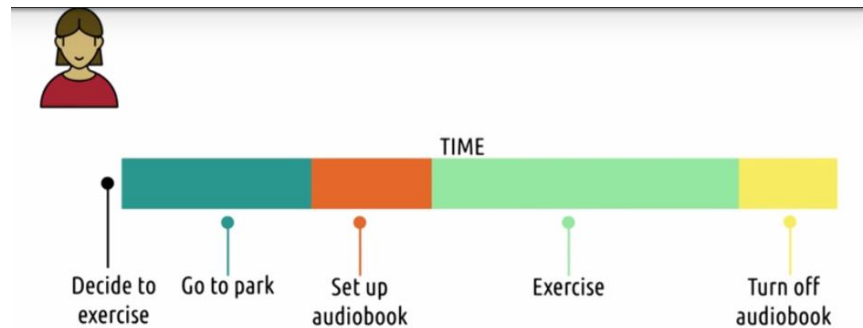 TIME
Decide to
exercise
Go to park
Set up
audiobook
Exercise
Turn off
audiobook